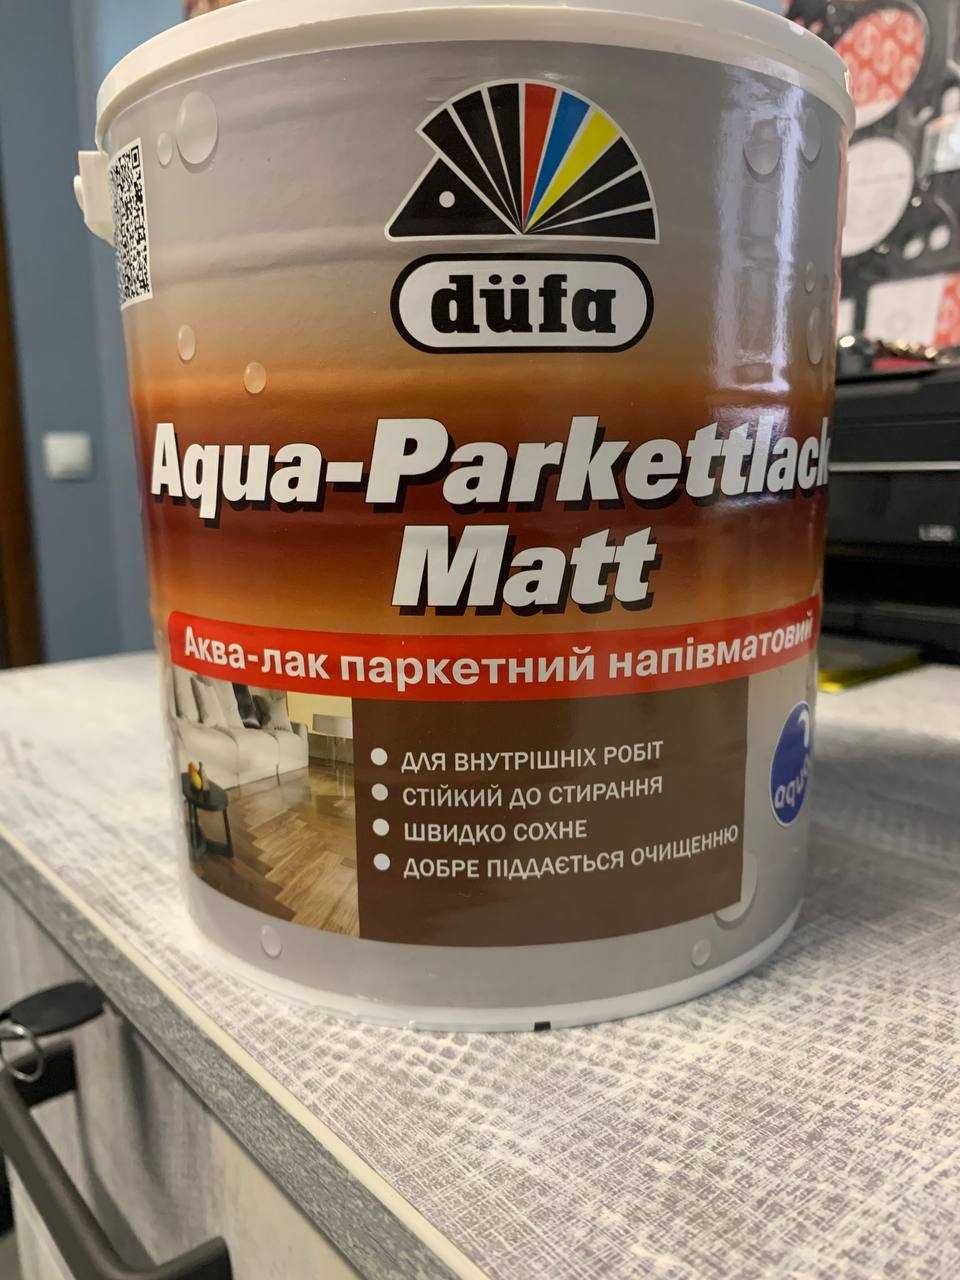 düfa
Aqua-Parkettlack
Matt
Аква-лак паркетний напівматовий
ДЛЯ ВНУТРІШНІХ РОБІТ
СТІЙКИЙ ДО СТИРАННЯ
ШВИДКО СОХНЕ
ДОБРЕ ПІДДАЄТЬСЯ ОЧИЩЕННЮ